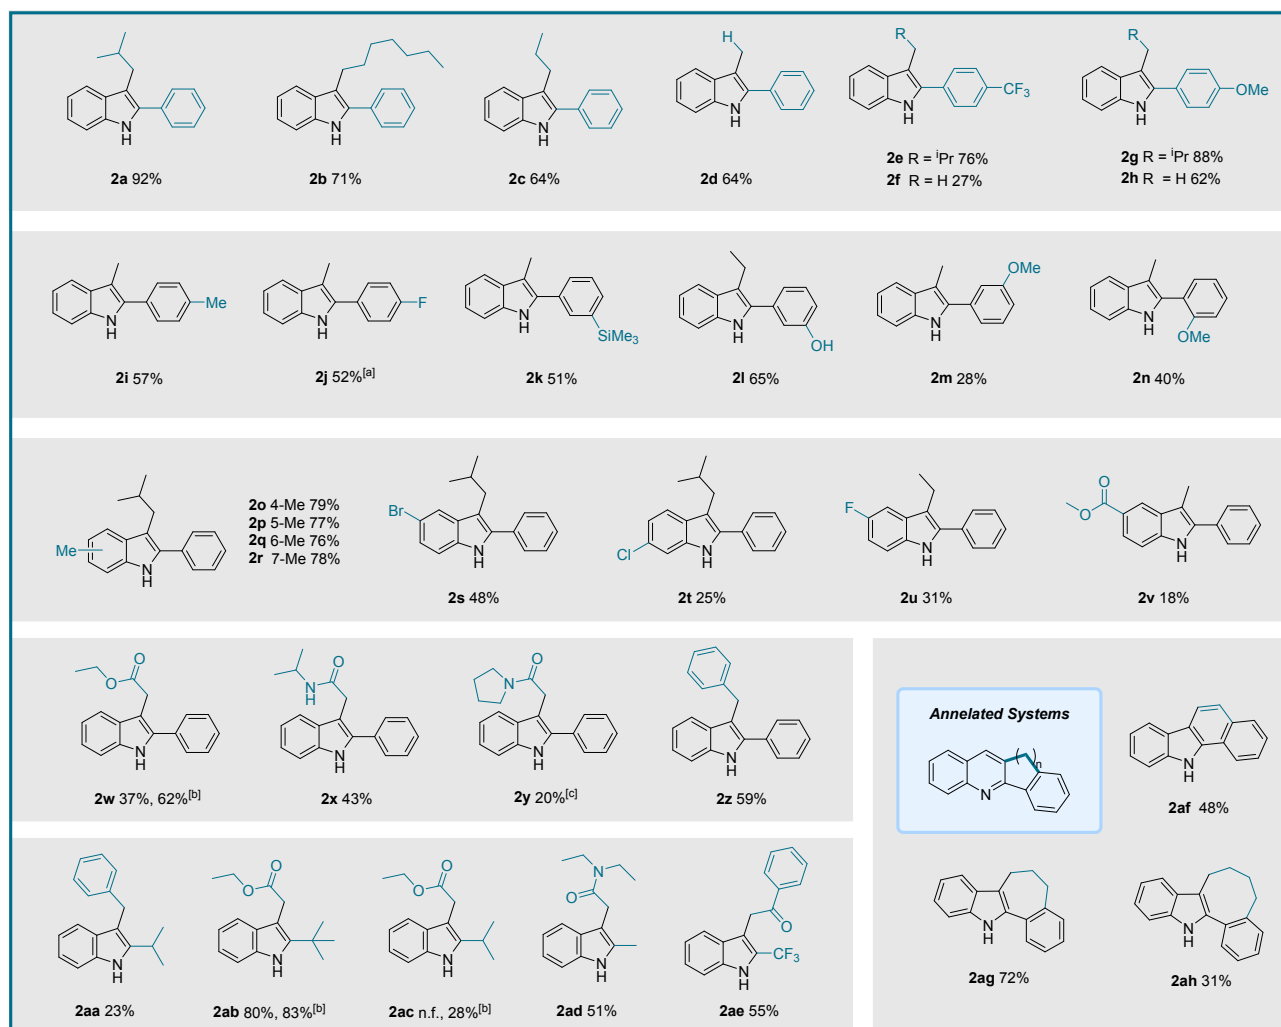 H
R
R
N
H
N
H
N
H
N
H
N
H
CF3
N
H
OMe
2a 92%
2b 71%
2c 64%
2d 64%
2e R = iPr 76%
2f R = H 27%
2g R = iPr 88%
2h R = H 62%
Me
F
SiMe3
OH
OMe
OMe
N
H
N
H
N
H
N
H
N
H
N
H
2i 57%
2j 52%[a]
2k 51%
2l 65%
2m 28%
2n 40%
Me
N
H
2o 4-Me 79%
2p 5-Me 77%
2q 6-Me 76%
2r 7-Me 78%
Br
N
H
2s 48%
Cl
N
H
2t 25%
F
N
H
2u 31%
O
O
N
H
2v 18%
O
O
N
H
2w 37%, 62%[b]
O
N
H
N
H
2x 43%
O
N
N
H
2y 20%[c]
N
H
2z 59%
Annelated Systems
( )n
N
N
H
2af 48%
N
H
2aa 23%
O
O
N
H
2ab 80%, 83%[b]
O
O
N
H
2ac n.f., 28%[b]
N
O
N
H
2ad 51%
O
CF3
N
H
2ae 55%
N
H
2ag 72%
N
H
2ah 31%